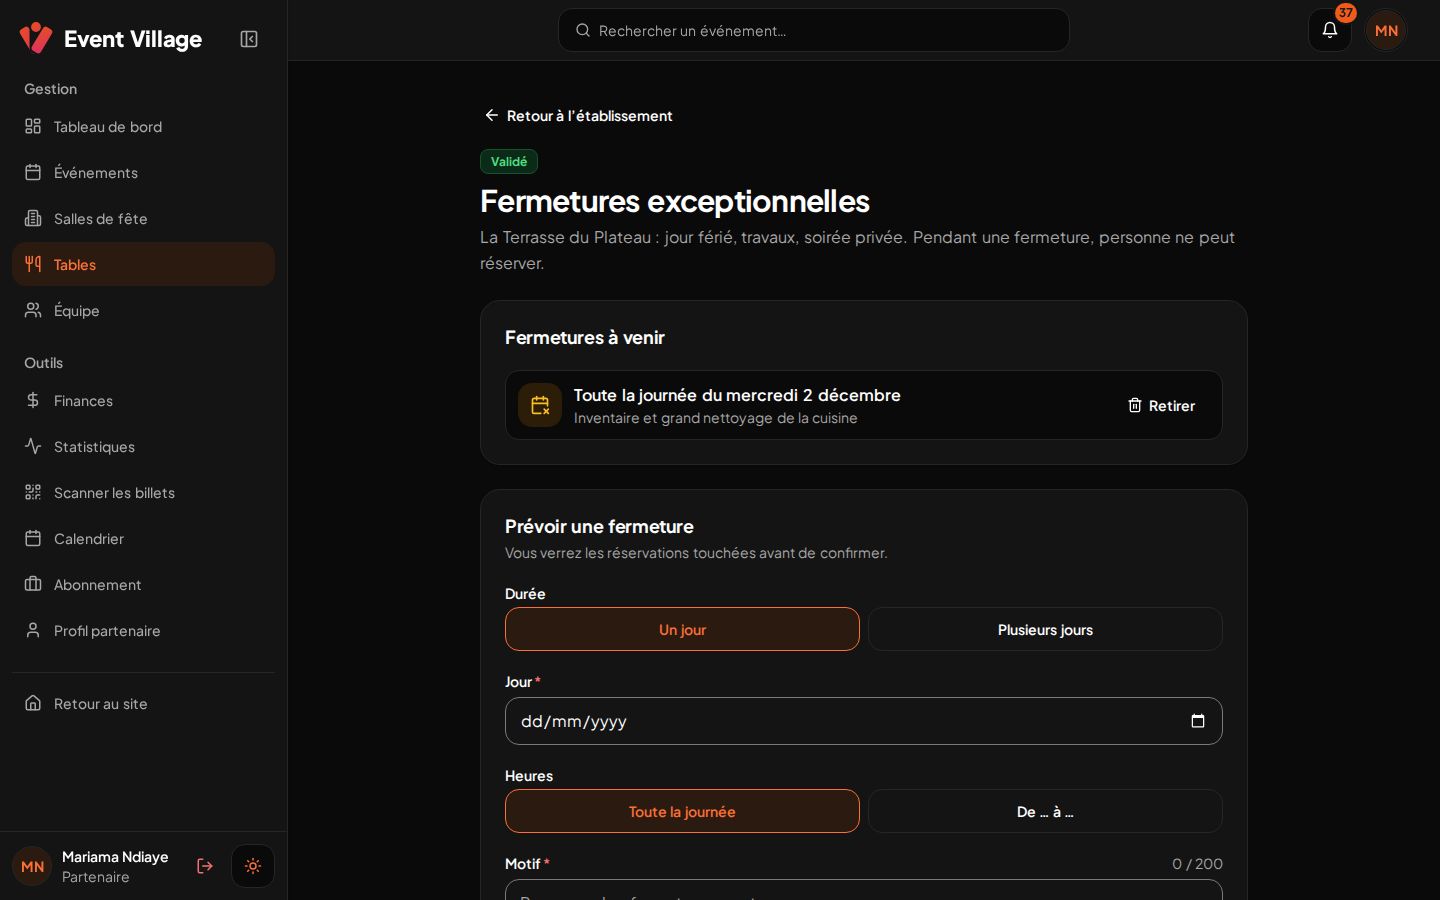 Event Village
Rechercher un événement...
37
MN
Gestion
Tableau de bord
Événements
Salles de fête
Tables
Équipe
Outils
Finances
Statistiques
Scanner les billets
Calendrier
Abonnement
Profil partenaire
Retour au site
MN
Mariama Ndiaye
Partenaire
Retour à l'établissement
Validé
Fermetures exceptionnelles
La Terrasse du Plateau : jour férié, travaux, soirée privée. Pendant une fermeture, personne ne peut
réserver.
Fermetures à venir
Toute la journée du mercredi 2 décembre
Inventaire et grand nettoyage de la cuisine
Retirer
Prévoir une fermeture
Vous verrez les réservations touchées avant de confirmer.
Durée
Un jour
Plusieurs jours
Jour *
dd/mm/yyyy
Heures
Toute la journée
De ... à ...
Motif *
0 / 200